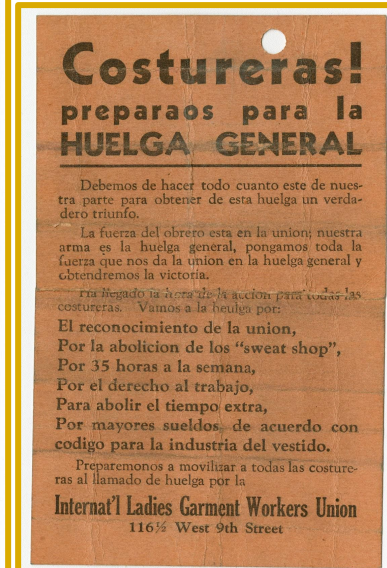 Costureras!
preparaos para la
HUELGA GENERAL
Debemos de hacer todo cuanto este de nues-
tra parte para obtener de esta huelga un verda-
dero triunfo.
La fuerza del obrero esta en la union; nuestra
arma es la huelga general, pongamos toda la
fuerza que nos da la union en la huelga general y
obtendremos la victoria.
Ha llegado la hora de la accion para todas las
costureras. Vamos a la heulga por:
El reconocimiento de la union,
Por la abolicion de los "sweat shop",
Por 35 horas a la semana,
Por el derecho al trabajo,
Para abolir el tiempo extra,
Por mayores sueldos, de acuerdo con
codigo para la industria del vestido.
Preparemonos a movilizar a todas las costure-
ras al llamado de huelga por la
Internat'l Ladies Garment Workers Union
116½ West 9th Street